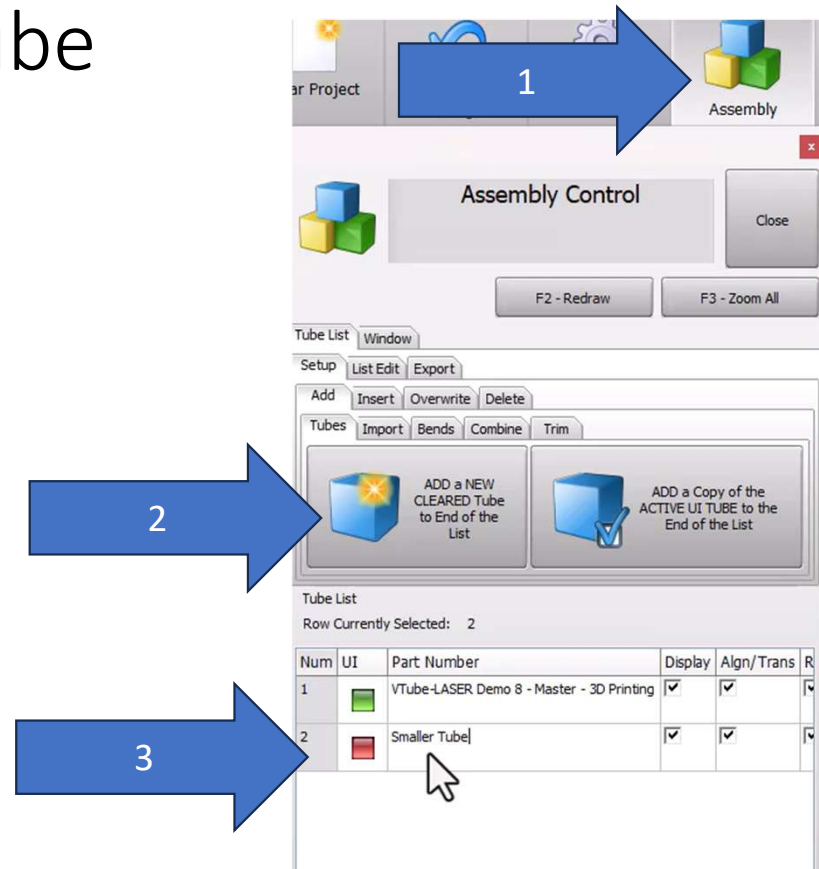 ar Project
1
Assembly
x
Assembly Control
Close
F2 - Redraw
F3 - Zoom All
Tube List Window
Setup List Edit Export
Add Insert Overwrite Delete
Tubes Import Bends Combine Trim
2
ADD a NEW
CLEARED Tube
to End of the
List
ADD a Copy of the
ACTIVE UI TUBE to the
End of the List
Tube List
Row Currently Selected: 2
Num UI Part Number Display Algn/Trans R
1 VTube-LASER Demo 8 - Master - 3D Printing
2 Smaller Tube
3